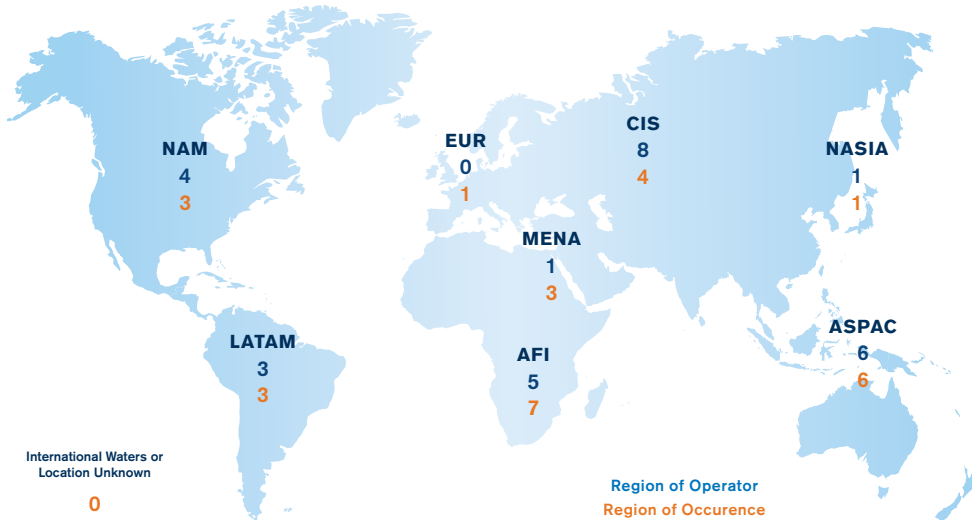 NAM
4
3
EUR
0
1
CIS
8
4
NASIA
1
1
MENA
1
3
LATAM
3
3
AFI
5
7
ASPAC
6
6
International Waters or
Location Unknown
0
Region of Operator
Region of Occurence